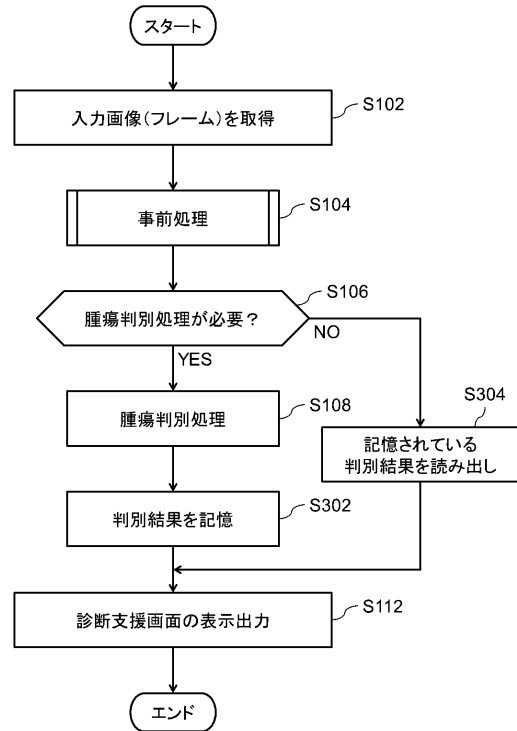 スタート
S102
入力画像(フレーム)を取得
S104
事前処理
S106
腫瘍判別処理が必要？
NO
YES
S108
腫瘍判別処理
S304
記憶されている
判別結果を読み出し
S302
判別結果を記憶
S112
診断支援画面の表示出力
エンド